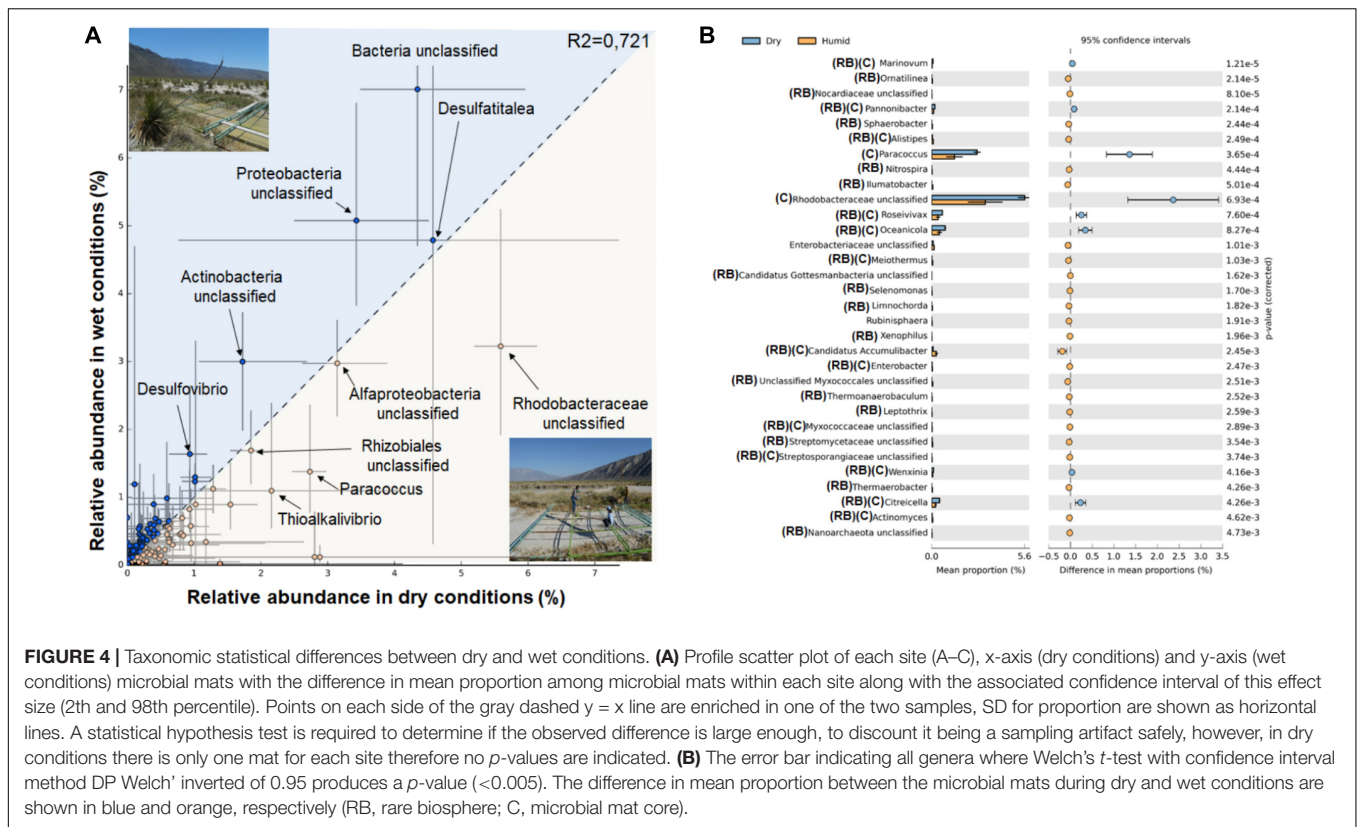 A
R2=0,721
Bacteria unclassified
Desulfatitalea
Proteobacteria
unclassified
Actinobacteria
unclassified
Desulfovibrio
Alfaproteobacteria
unclassified
Rhodobacteraceae
unclassified
Rhizobiales
unclassified
Paracoccus
Thioalkalivibrio
Relative abundance in wet conditions (%)
7
6
5
4
3
2
1
0
0
1
2
3
4
5
6
7
Relative abundance in dry conditions (%)
B
Dry
Humid
95% confidence intervals
(RB)(C) Marinovum 1.21e-5
(RB)Ornatilinea 2.14e-5
(RB)Nocardiaceae unclassified 8.10e-5
(RB)(C) Pannonibacter 2.14e-4
(RB) Sphaerobacter 2.44e-4
(RB)(C)Alistipes 2.49e-4
(C)Paracoccus 3.65e-4
(RB) Nitrospira 4.44e-4
(RB) Ilumatobacter 5.01e-4
(C)Rhodobacteraceae unclassified 6.93e-4
(RB)(C) Roseivivax 7.60e-4
(RB)(C) Oceanicola 8.27e-4
Enterobacteriaceae unclassified 1.01e-3
(RB)(C)Meiothermus 1.03e-3
(RB)Candidatus Gottesmanbacteria unclassified 1.62e-3
(RB)Selenomonas 1.70e-3
(RB) Limnochorda 1.82e-3
Rubinisphaera 1.91e-3
(RB) Xenophilus 1.96e-3
(RB)(C)Candidatus Accumulibacter 2.45e-3
(RB)(C)Enterobacter 2.47e-3
(RB) Unclassified Myxococcales unclassified 2.51e-3
(RB)Thermoanaerobaculum 2.52e-3
(RB)Leptothrix 2.59e-3
(RB)(C)Myxococcaceae unclassified 2.89e-3
(RB)Streptomycetaceae unclassified 3.54e-3
(RB)(C)Streptosporangiaceae unclassified 3.74e-3
(RB)(C)Wenxinia 4.16e-3
(RB)Thermaerobacter 4.26e-3
(RB)(C)Citreicella 4.26e-3
(RB)(C)Actinomyces 4.62e-3
(RB)Nanoarchaeota unclassified 4.73e-3
p-value (corrected)
0.0 5.6 −0.5 0.0 0.5 1.0 1.5 2.0 2.5 3.0 3.5
Mean proportion (%) Difference in mean proportions (%)
FIGURE 4 | Taxonomic statistical differences between dry and wet conditions. (A) Profile scatter plot of each site (A–C), x-axis (dry conditions) and y-axis (wet
conditions) microbial mats with the difference in mean proportion among microbial mats within each site along with the associated confidence interval of this effect
size (2th and 98th percentile). Points on each side of the gray dashed y = x line are enriched in one of the two samples, SD for proportion are shown as horizontal
lines. A statistical hypothesis test is required to determine if the observed difference is large enough, to discount it being a sampling artifact safely, however, in dry
conditions there is only one mat for each site therefore no p-values are indicated. (B) The error bar indicating all genera where Welch's t-test with confidence interval
method DP Welch' inverted of 0.95 produces a p-value (<0.005). The difference in mean proportion between the microbial mats during dry and wet conditions are
shown in blue and orange, respectively (RB, rare biosphere; C, microbial mat core).